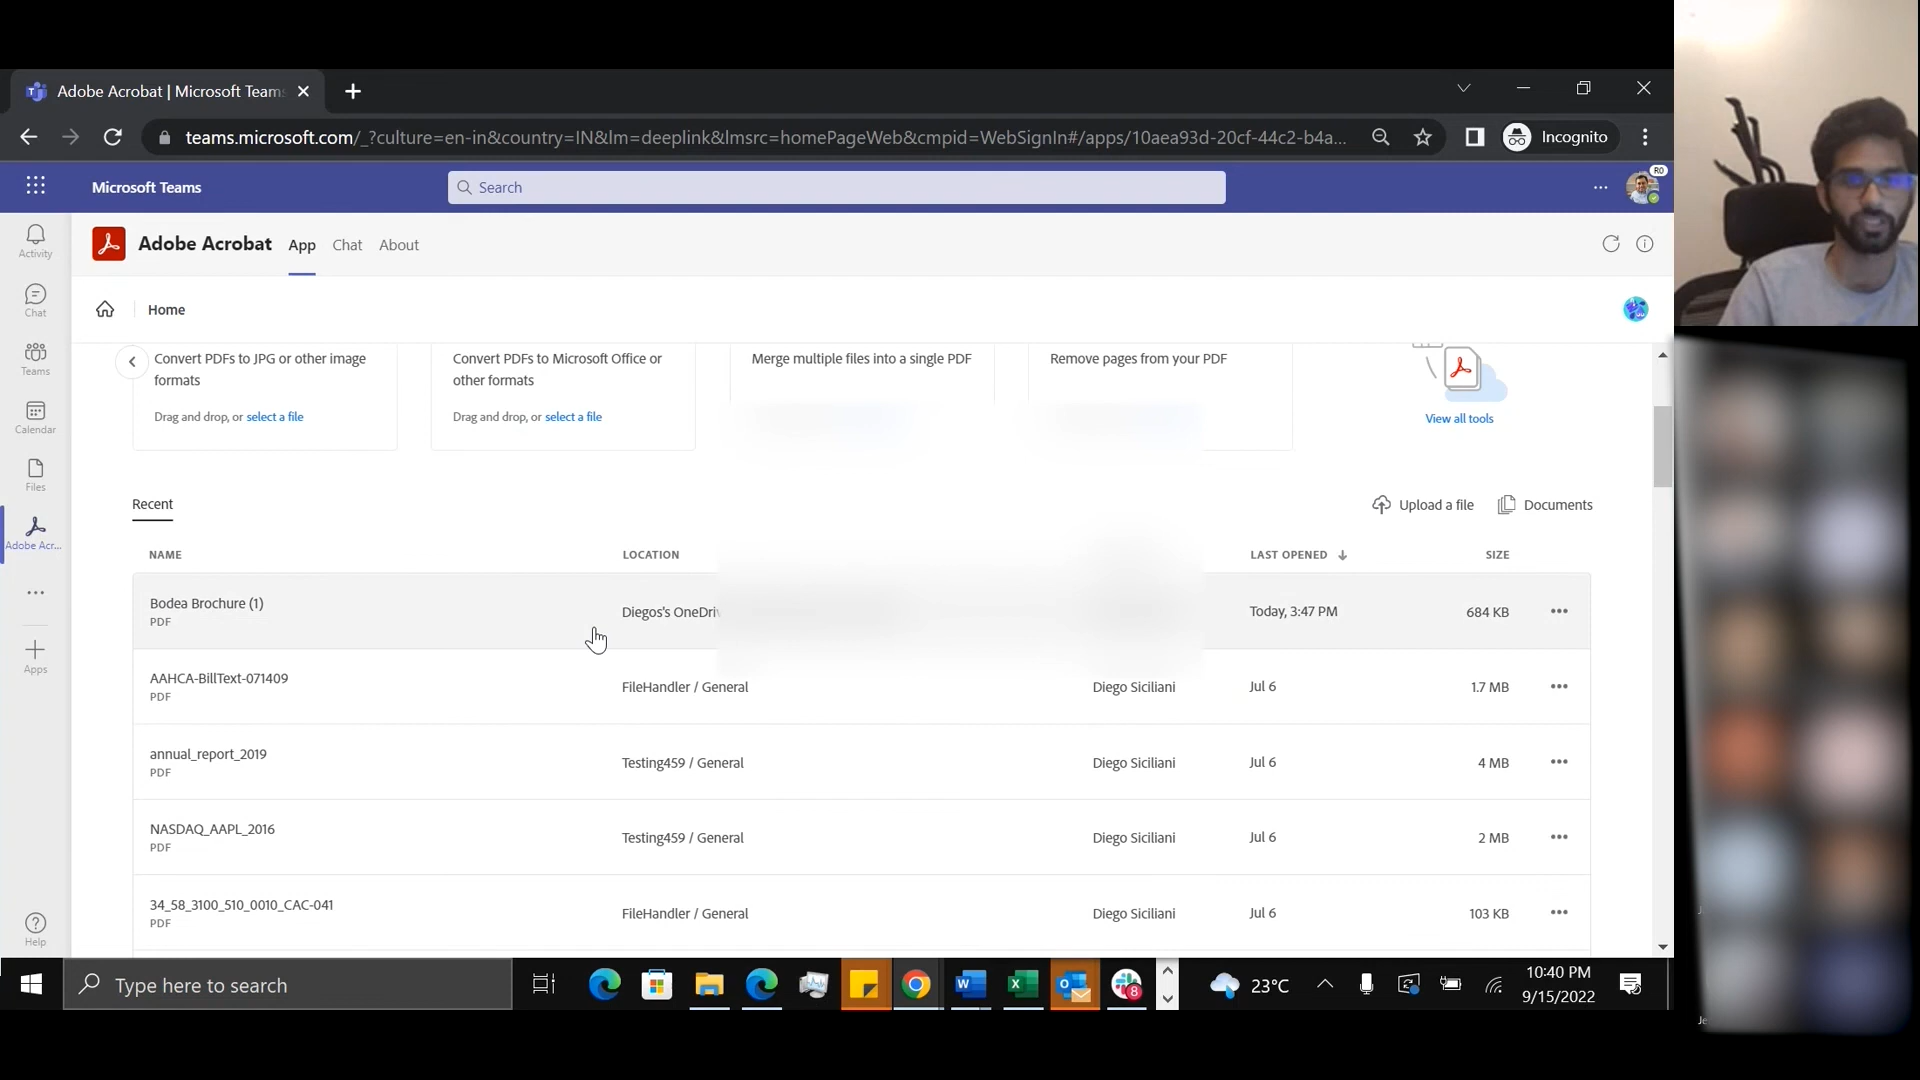 Adobe Acrobat | Microsoft Teams
teams.microsoft.com/_?culture=en-in&country=IN&lm=deeplink&lmsrc=homePageWeb&cmpid=WebSignIn#/apps/10aea93d-20cf-44c2-b4a...
Incognito
Microsoft Teams
Search
RO
Activity
Chat
Teams
Calendar
Files
Adobe Acr...
Apps
Help
Adobe Acrobat
App
Chat
About
Home
Convert PDFs to JPG or other image
formats
Drag and drop, or select a file
Convert PDFs to Microsoft Office or
other formats
Drag and drop, or select a file
Merge multiple files into a single PDF
Remove pages from your PDF
View all tools
Recent
Upload a file
Documents
NAME LOCATION LAST OPENED SIZE
Bodea Brochure (1)
PDF
Diegos's OneDriv
Today, 3:47 PM
684 KB
AAHCA-BillText-071409
PDF
FileHandler / General
Diego Siciliani
Jul 6
1.7 MB
annual_report_2019
PDF
Testing459 / General
Diego Siciliani
Jul 6
4 MB
NASDAQ_AAPL_2016
PDF
Testing459 / General
Diego Siciliani
Jul 6
2 MB
34_58_3100_510_0010_CAC-041
PDF
FileHandler / General
Diego Siciliani
Jul 6
103 KB
Type here to search
8
23°C
10:40 PM
9/15/2022